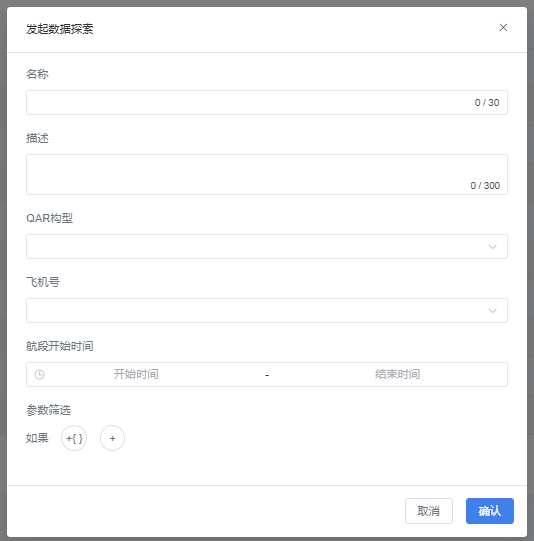 发起数据探索
名称
0 / 30
描述
0 / 300
QAR构型
飞机号
航段开始时间
开始时间 - 结束时间
参数筛选
如果 +{ } +
取消 确认